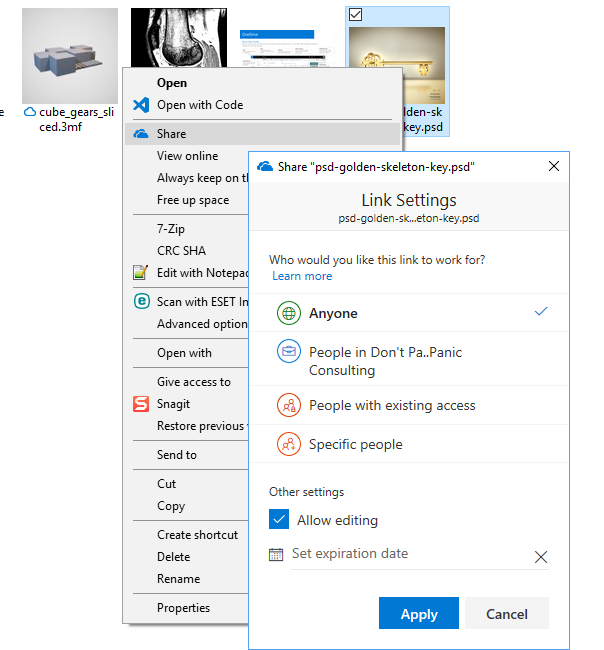 OneDrive
e
cube_gears_sli
ced.3mf
lden-sk
key.psd
Open
Open with Code
Share
View online
Always keep on th
Free up space
7-Zip
CRC SHA
Edit with Notepad
Scan with ESET In
Advanced option
Open with
Give access to
Snagit
Restore previous v
Send to
Cut
Copy
Create shortcut
Delete
Rename
Properties
Share "psd-golden-skeleton-key.psd"
Link Settings
psd-golden-sk...eton-key.psd
Who would you like this link to work for?
Learn more
Anyone
People in Don't Pa..Panic
Consulting
People with existing access
Specific people
Other settings
Allow editing
Set expiration date
Apply
Cancel